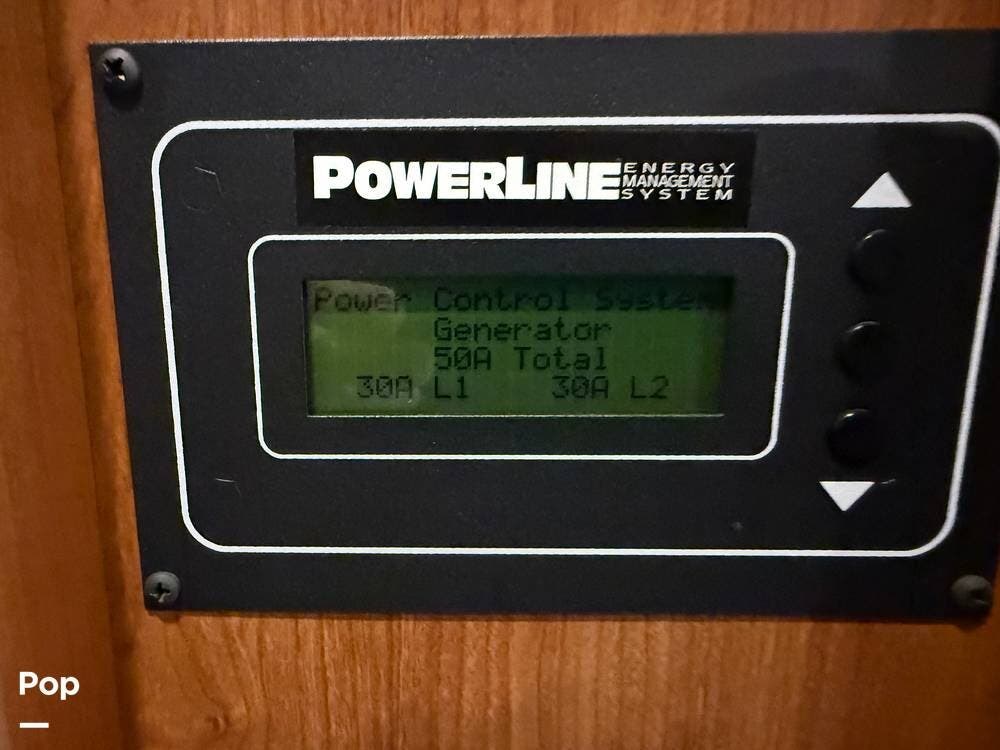 POWERLINE ENERGY MANAGEMENT SYSTEM
Power Control System
Generator
50A Total
30A L1 30A L2
Pop